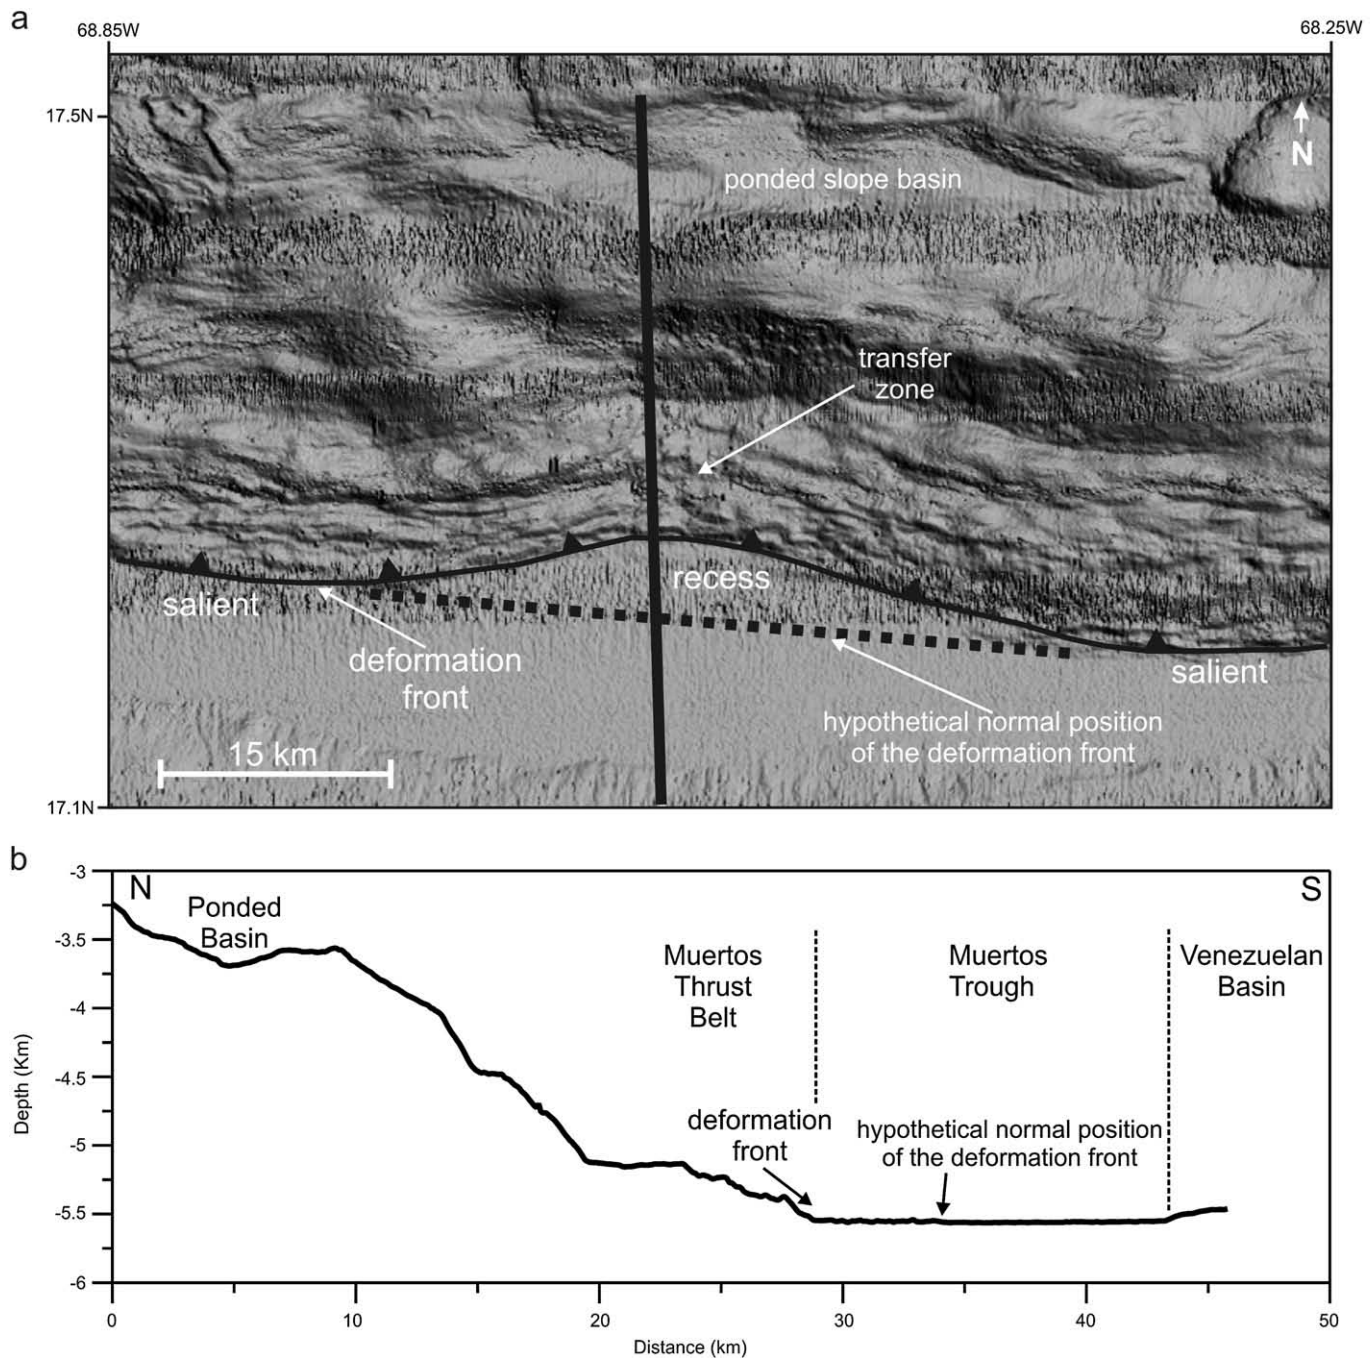 a
68.85W
68.25W
17.5N
N
ponded slope basin
transfer
zone
recess
salient
deformation
front
salient
hypothetical normal position
of the deformation front
15 km
17.1N
b
-3
N
S
Ponded
Basin
-3.5
Muertos
Thrust
Belt
Muertos
Trough
Venezuelan
Basin
-4
-4.5
Depth (Km)
-5
deformation
front
hypothetical normal position
of the deformation front
-5.5
-6
0
10
20
30
40
50
Distance (km)